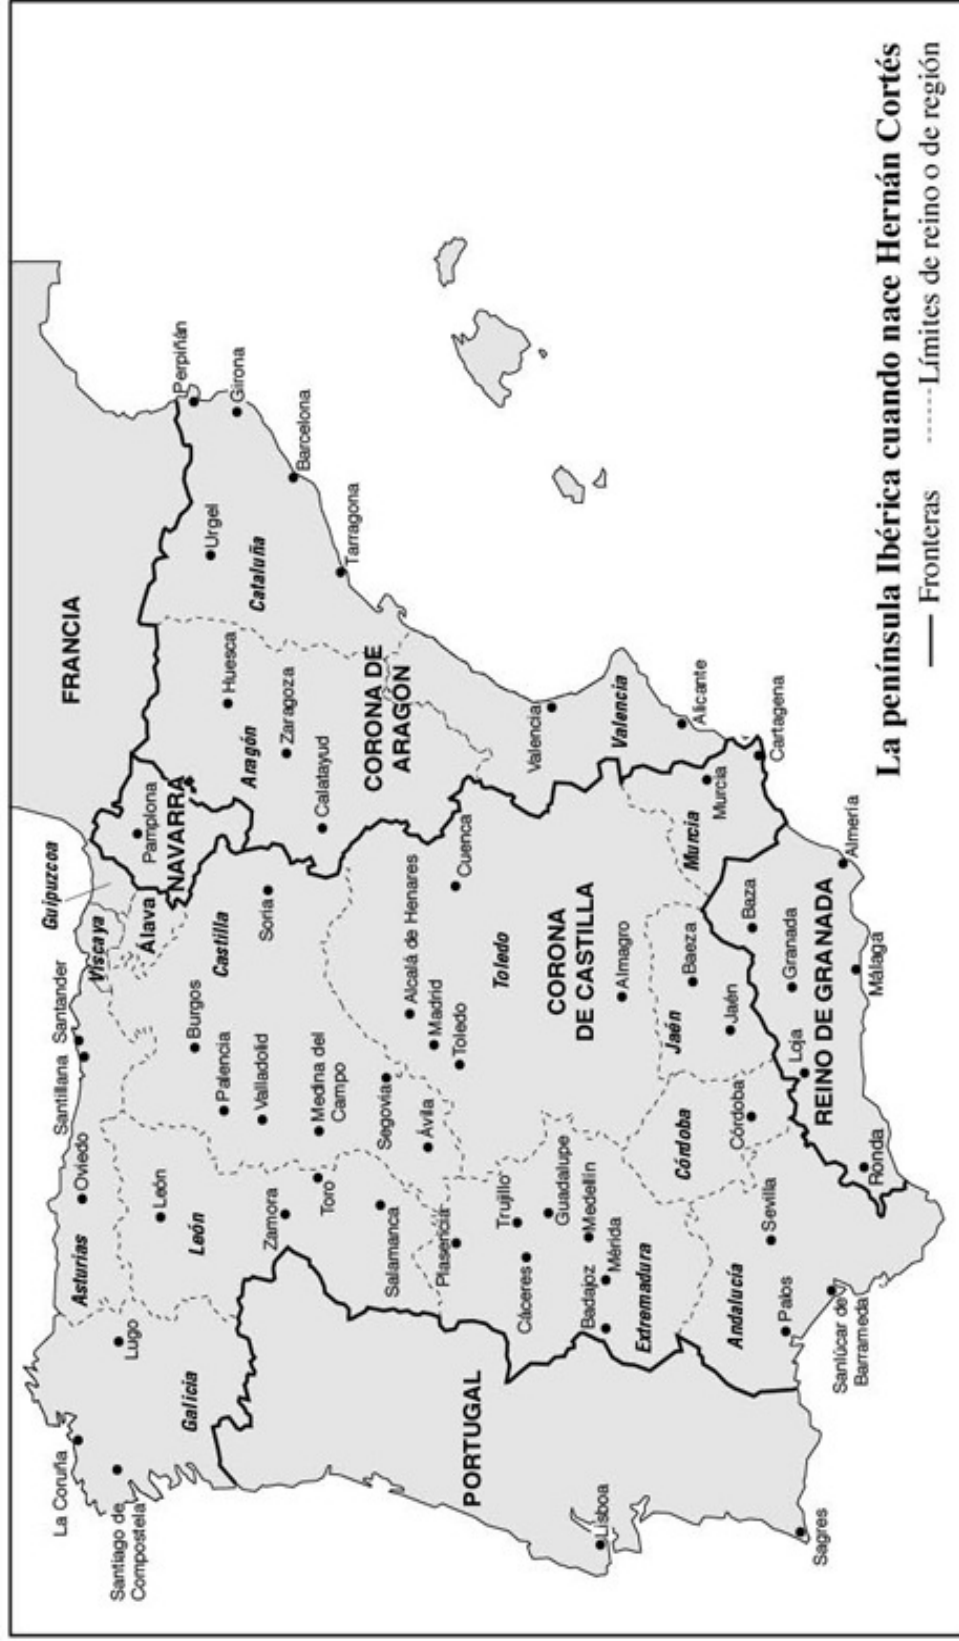 FRANCIA
Guipuzcoa
Viscaya
Álava
Pamplona
NAVARRA
La Coruña
Santiago de
Compostela
Lugo
Galicia
Asturias
Oviedo
Santillana
Santander
León
León
Zamora
Toro
Salamanca
Burgos
Palencia
Valladolid
Medina del
Campo
Segovia
Ávila
Castilla
Soria
Huesca
Aragón
Zaragoza
Calatayud
CORONA DE
ARAGÓN
Urgel
Cataluña
Perpiñán
Girona
Barcelona
Tarragona
PORTUGAL
Lisboa
Sagres
Plasericia
Trujillo
Cáceres
Guadalupe
Medellín
Badajoz
Mérida
Extremadura
Alcalá de Henares
Madrid
Toledo
Cuenca
Toledo
CORONA
DE CASTILLA
Almagro
Valencia
Valencia
Alicante
Murcia
Murcia
Cartagena
Jaén
Baeza
Jaén
Córdoba
Córdoba
Andalucía
Sevilla
Palos
Sanlúcar de
Barrameda
Loja
Baza
Granada
REINO DE GRANADA
Ronda
Málaga
Almería
La península Ibérica cuando nace Hernán Cortés
Fronteras
Límites de reino o de región